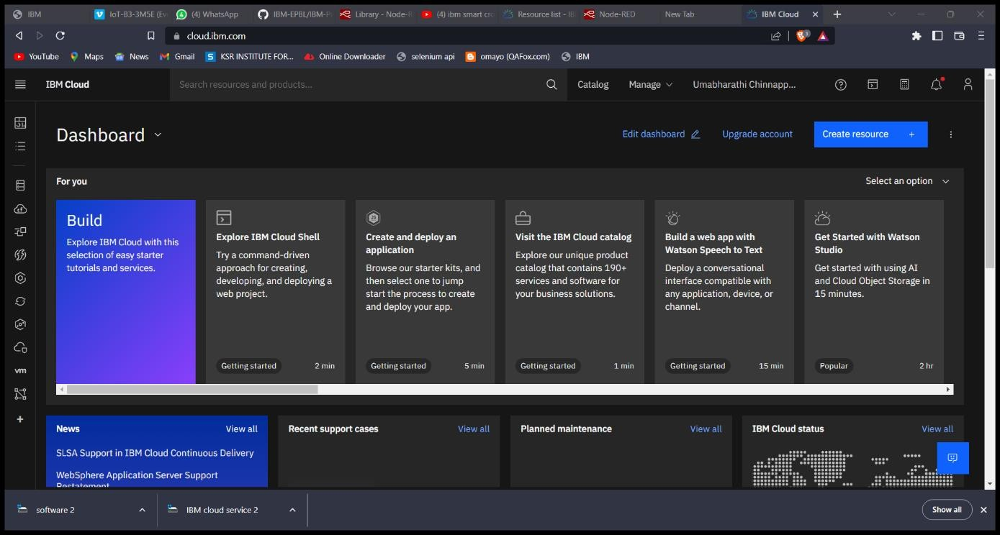 IBM
IoT-B3-3M5E (Ev
(4) WhatsApp
IBM-EPBL/IBM-P
Library - Node-R
(4) ibm smart cro
Resource list - IB
Node-RED
New Tab
IBM Cloud
cloud.ibm.com
3
YouTube
Maps
News
Gmail
KSR INSTITUTE FOR...
Online Downloader
selenium api
omayo (QAFox.com)
IBM
IBM Cloud
Search resources and products...
Catalog
Manage
Umabharathi Chinnapp...
Dashboard
Edit dashboard
Upgrade account
Create resource +
For you
Select an option
Build
Explore IBM Cloud with this
selection of easy starter
tutorials and services.
Explore IBM Cloud Shell
Try a command-driven
approach for creating,
developing, and deploying a
web project.
Getting started
2 min
JS
Create and deploy an
application
Browse our starter kits, and
then select one to jump
start the process to create
and deploy your app.
Getting started
5 min
Visit the IBM Cloud catalog
Explore our unique product
catalog that contains 190+
services and software for
your business solutions.
Getting started
1 min
Build a web app with
Watson Speech to Text
Deploy a conversational
interface compatible with
any application, device, or
channel.
Getting started
15 min
Get Started with Watson
Studio
Get started with using AI
and Cloud Object Storage in
15 minutes.
Popular
2 hr
vm
News
View all
SLSA Support in IBM Cloud Continuous Delivery
WebSphere Application Server Support
Restatement
Recent support cases
View all
Planned maintenance
View all
IBM Cloud status
View all
software 2
IBM cloud service 2
Show all